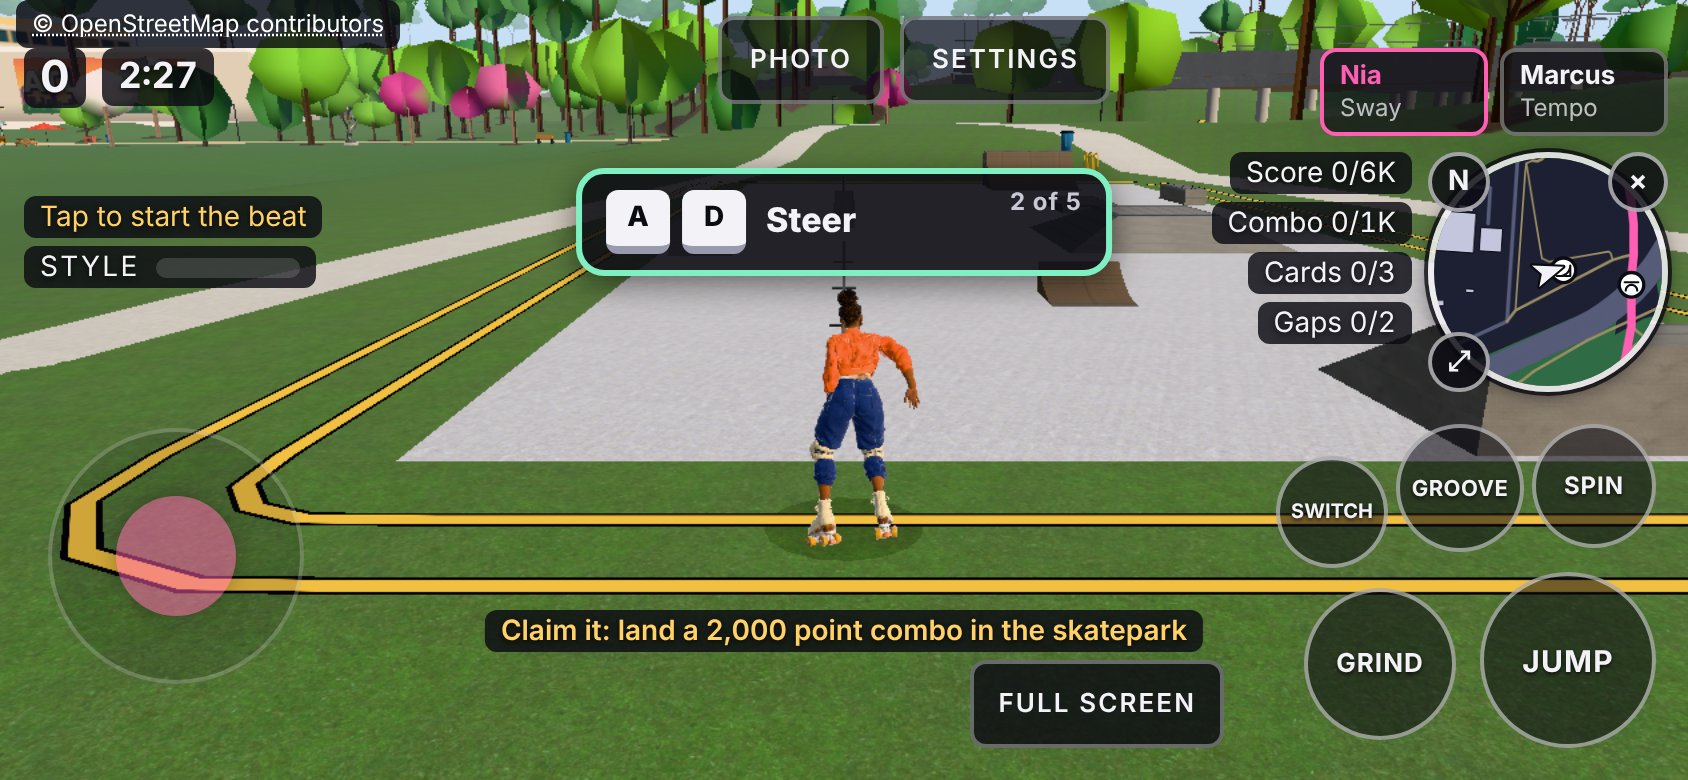 © OpenStreetMap contributors
0
2:27
PHOTO
SETTINGS
Nia
Sway
Marcus
Tempo
Tap to start the beat
STYLE
A
D
Steer
2 of 5
Score 0/6K
Combo 0/1K
Cards 0/3
Gaps 0/2
N
2
SWITCH
GROOVE
SPIN
Claim it: land a 2,000 point combo in the skatepark
FULL SCREEN
GRIND
JUMP